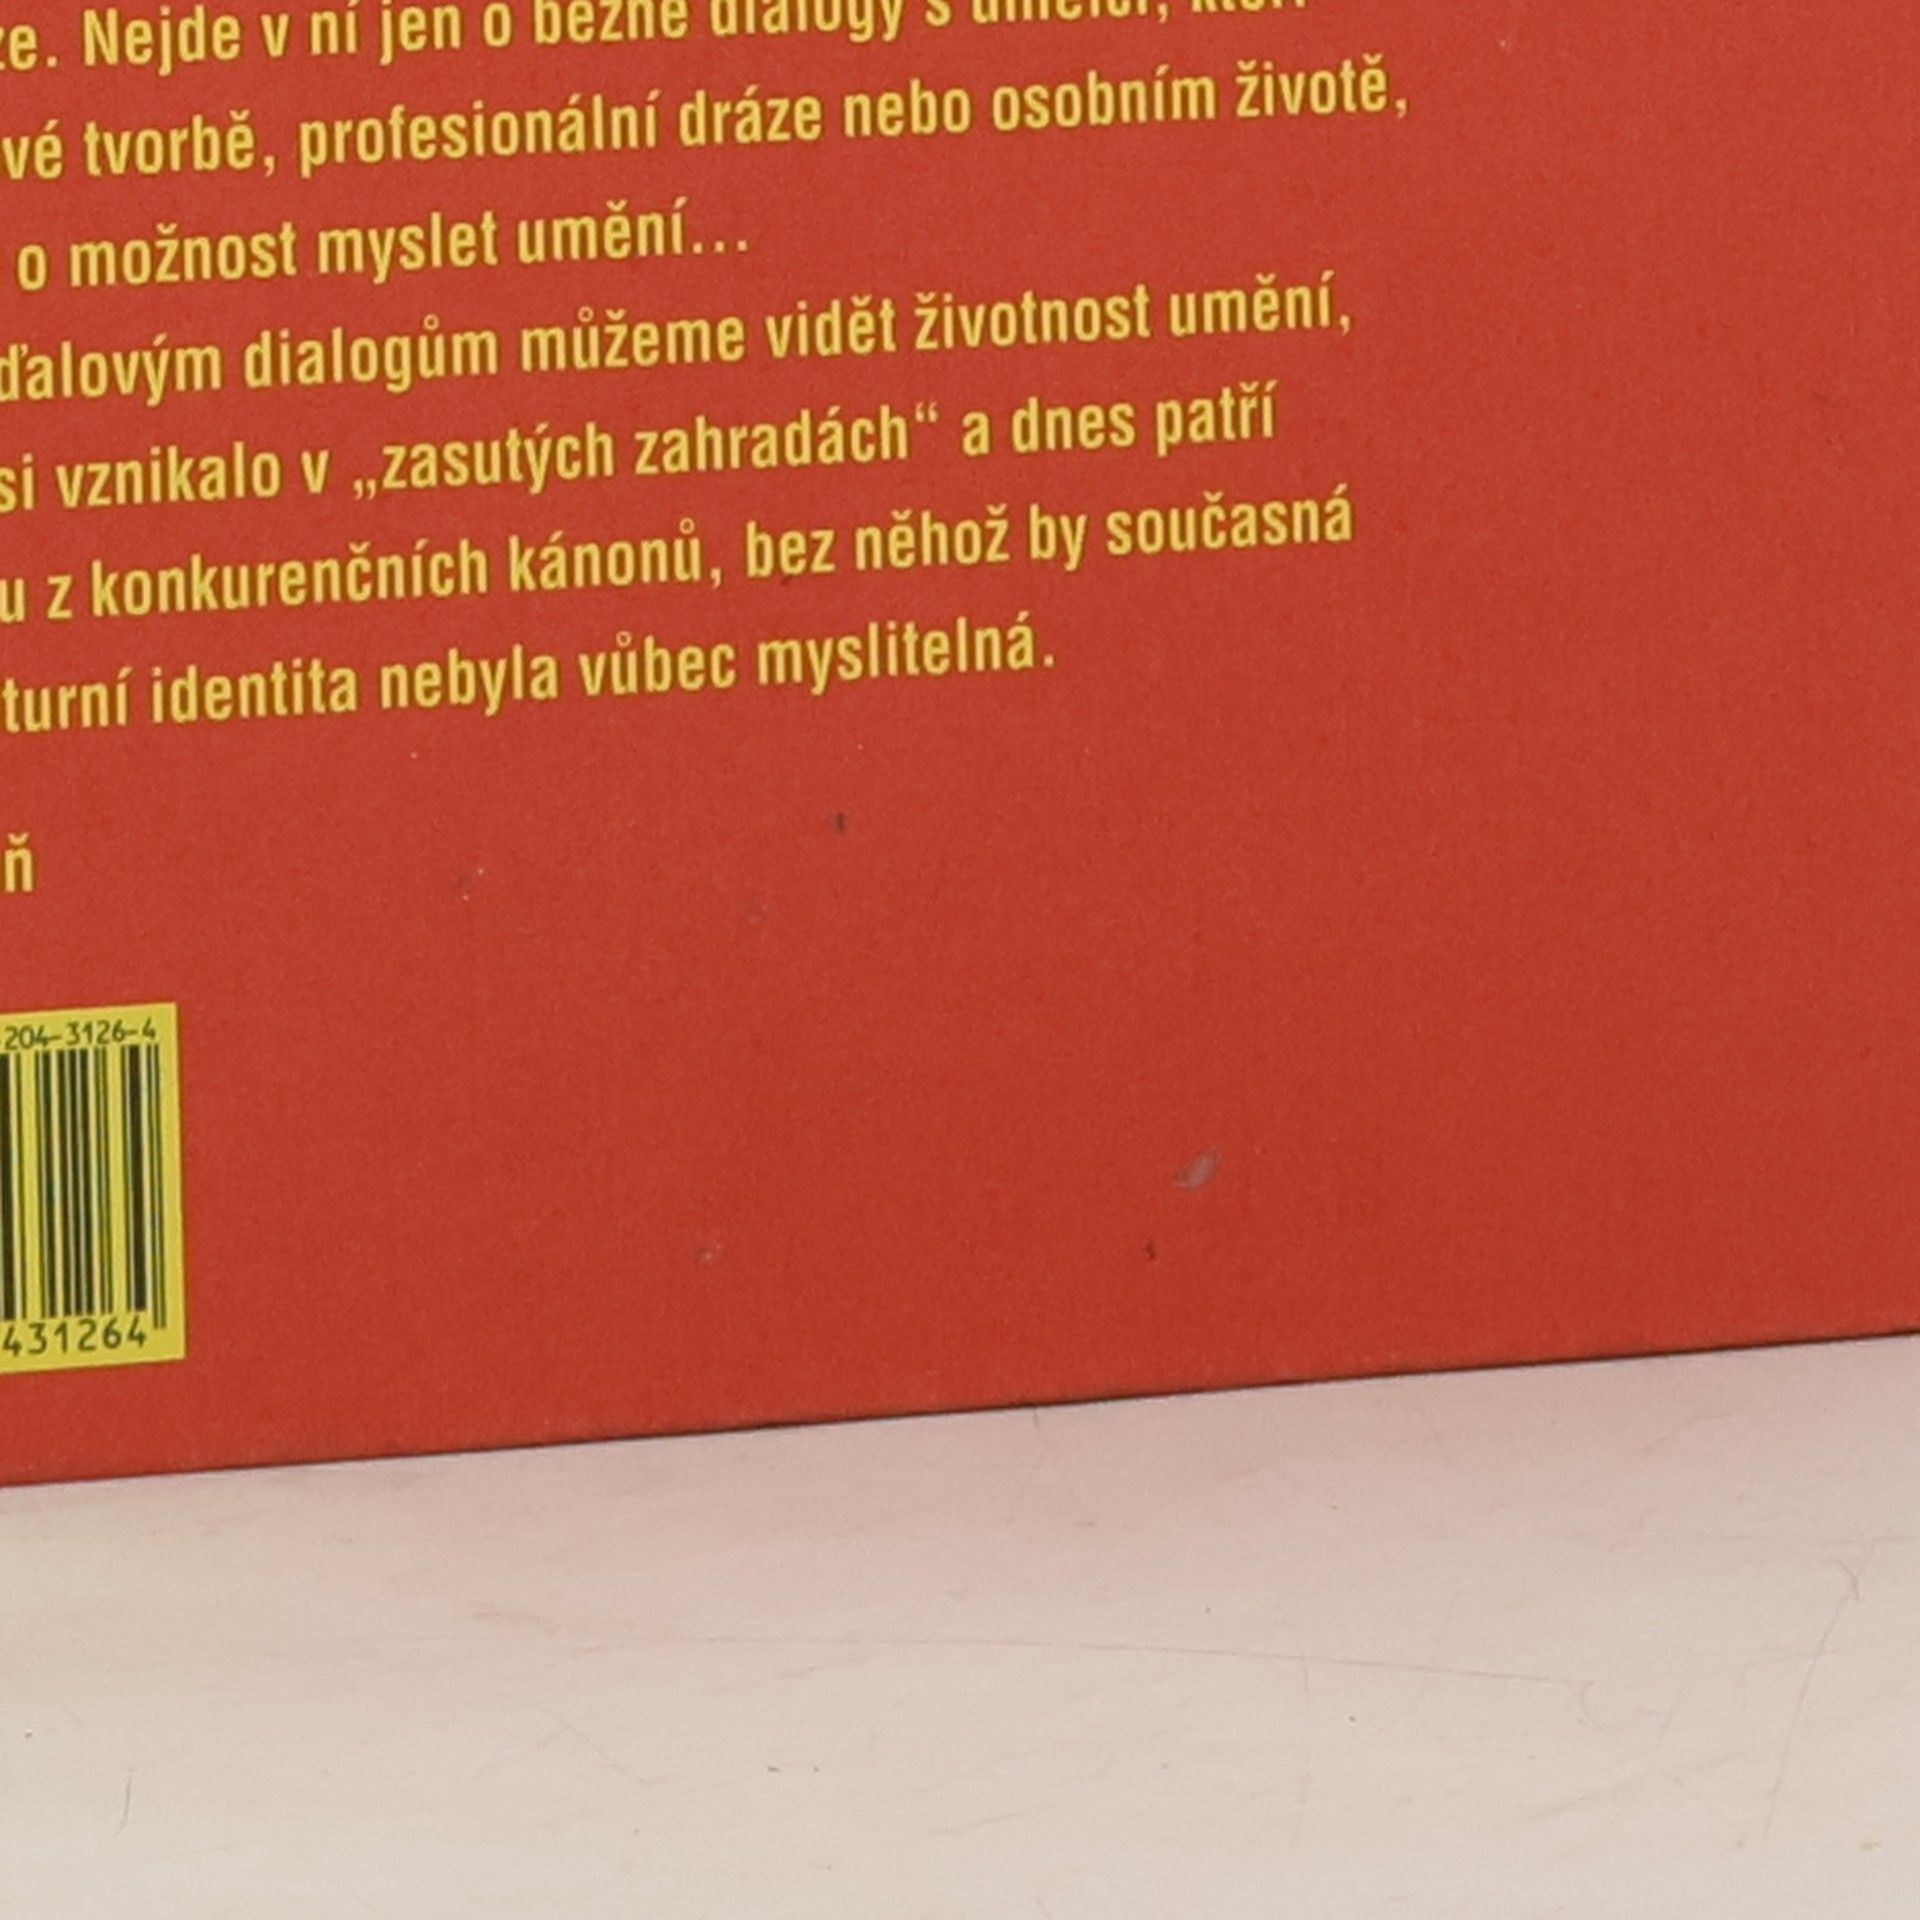 ze. Nejde v ní jen o běžné dialogy s umělci, kteří
vé tvorbě, profesionální dráze nebo osobním životě,
o možnost myslet umění...
ďalovým dialogům můžeme vidět životnost umění,
si vznikalo v „zasutých zahradách“ a dnes patří
u z konkurenčních kánonů, bez něhož by současná
turní identita nebyla vůbec myslitelná.
ň
204-3126-4
431264